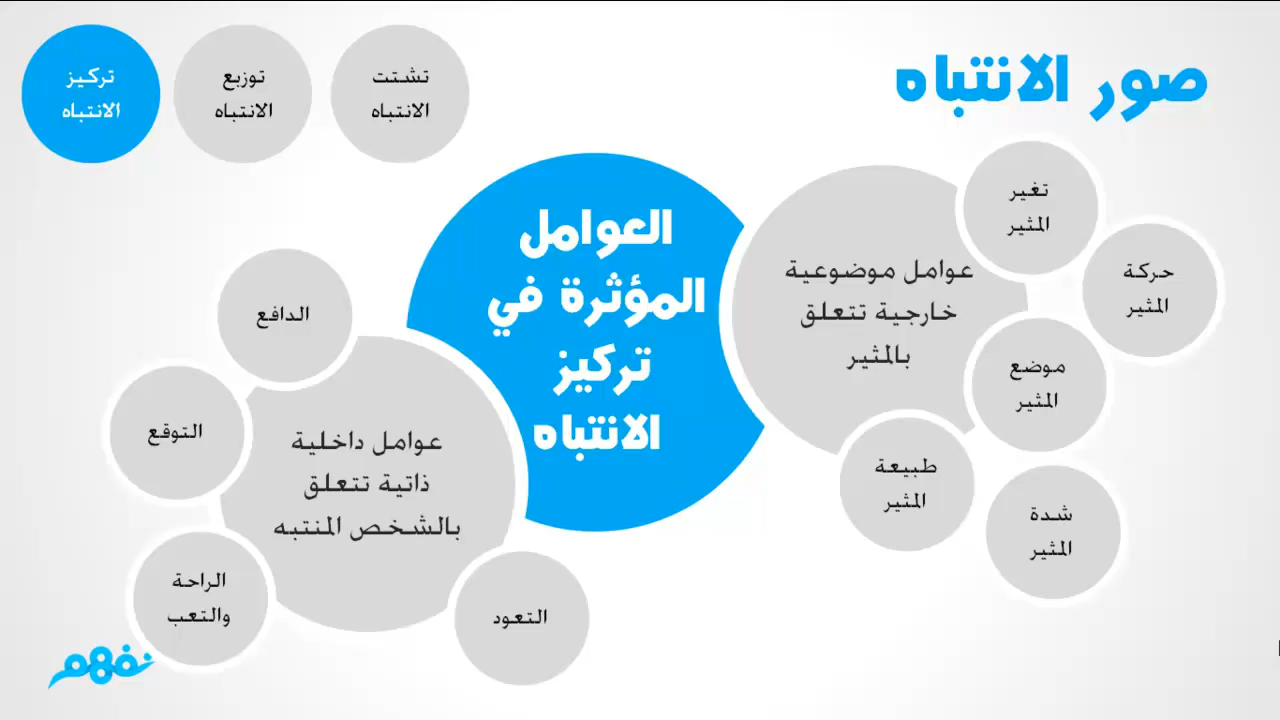 صور الانتباه
تشتت
الانتباه
توزيع
الانتباه
تركيز
الانتباه
العوامل
المؤثرة في
تركيز
الانتباه
عوامل موضوعية
خارجية تتعلق
بالمثير
تغير
المثير
حركة
المثير
موضع
المثير
شدة
المثير
طبيعة
المثير
عوامل داخلية
ذاتية تتعلق
بالشخص المنتبه
الدافع
التوقع
الراحة
والتعب
التعود
نفهم